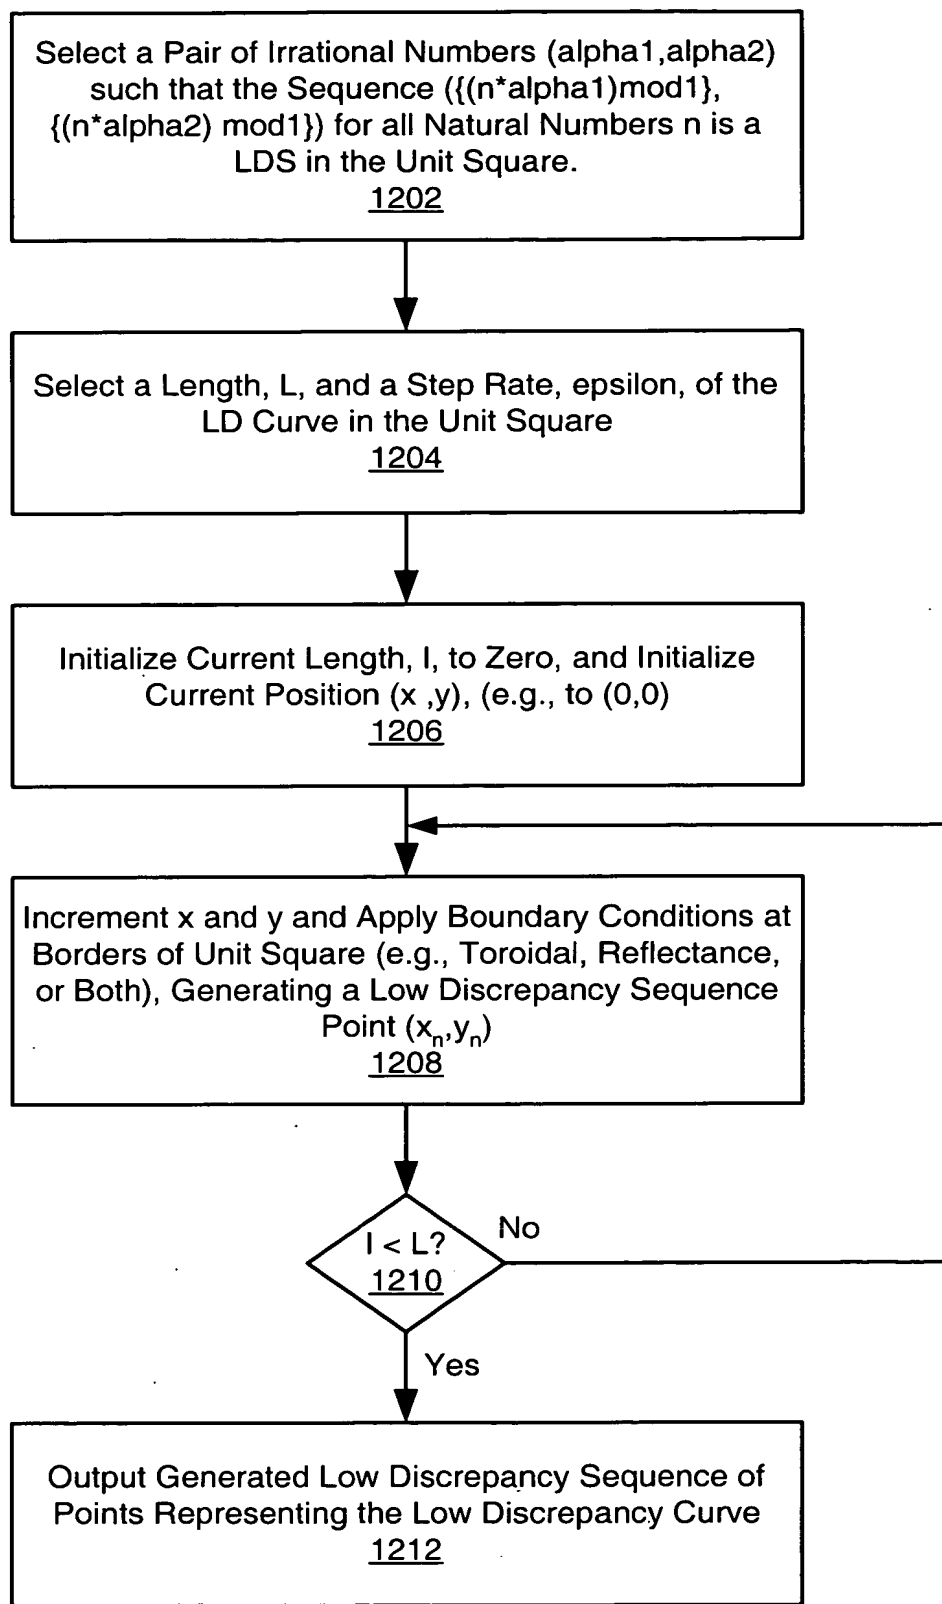 Select a Pair of Irrational Numbers (alpha1,alpha2)
such that the Sequence ({(n*alpha1)mod1},
{(n*alpha2) mod1}) for all Natural Numbers n is a
LDS in the Unit Square.
1202
Select a Length, L, and a Step Rate, epsilon, of the
LD Curve in the Unit Square
1204
Initialize Current Length, l, to Zero, and Initialize
Current Position (x ,y), (e.g., to (0,0)
1206
Increment x and y and Apply Boundary Conditions at
Borders of Unit Square (e.g., Toroidal, Reflectance,
or Both), Generating a Low Discrepancy Sequence
Point (xn,yn)
1208
l < L?
No
1210
Yes
Output Generated Low Discrepancy Sequence of
Points Representing the Low Discrepancy Curve
1212